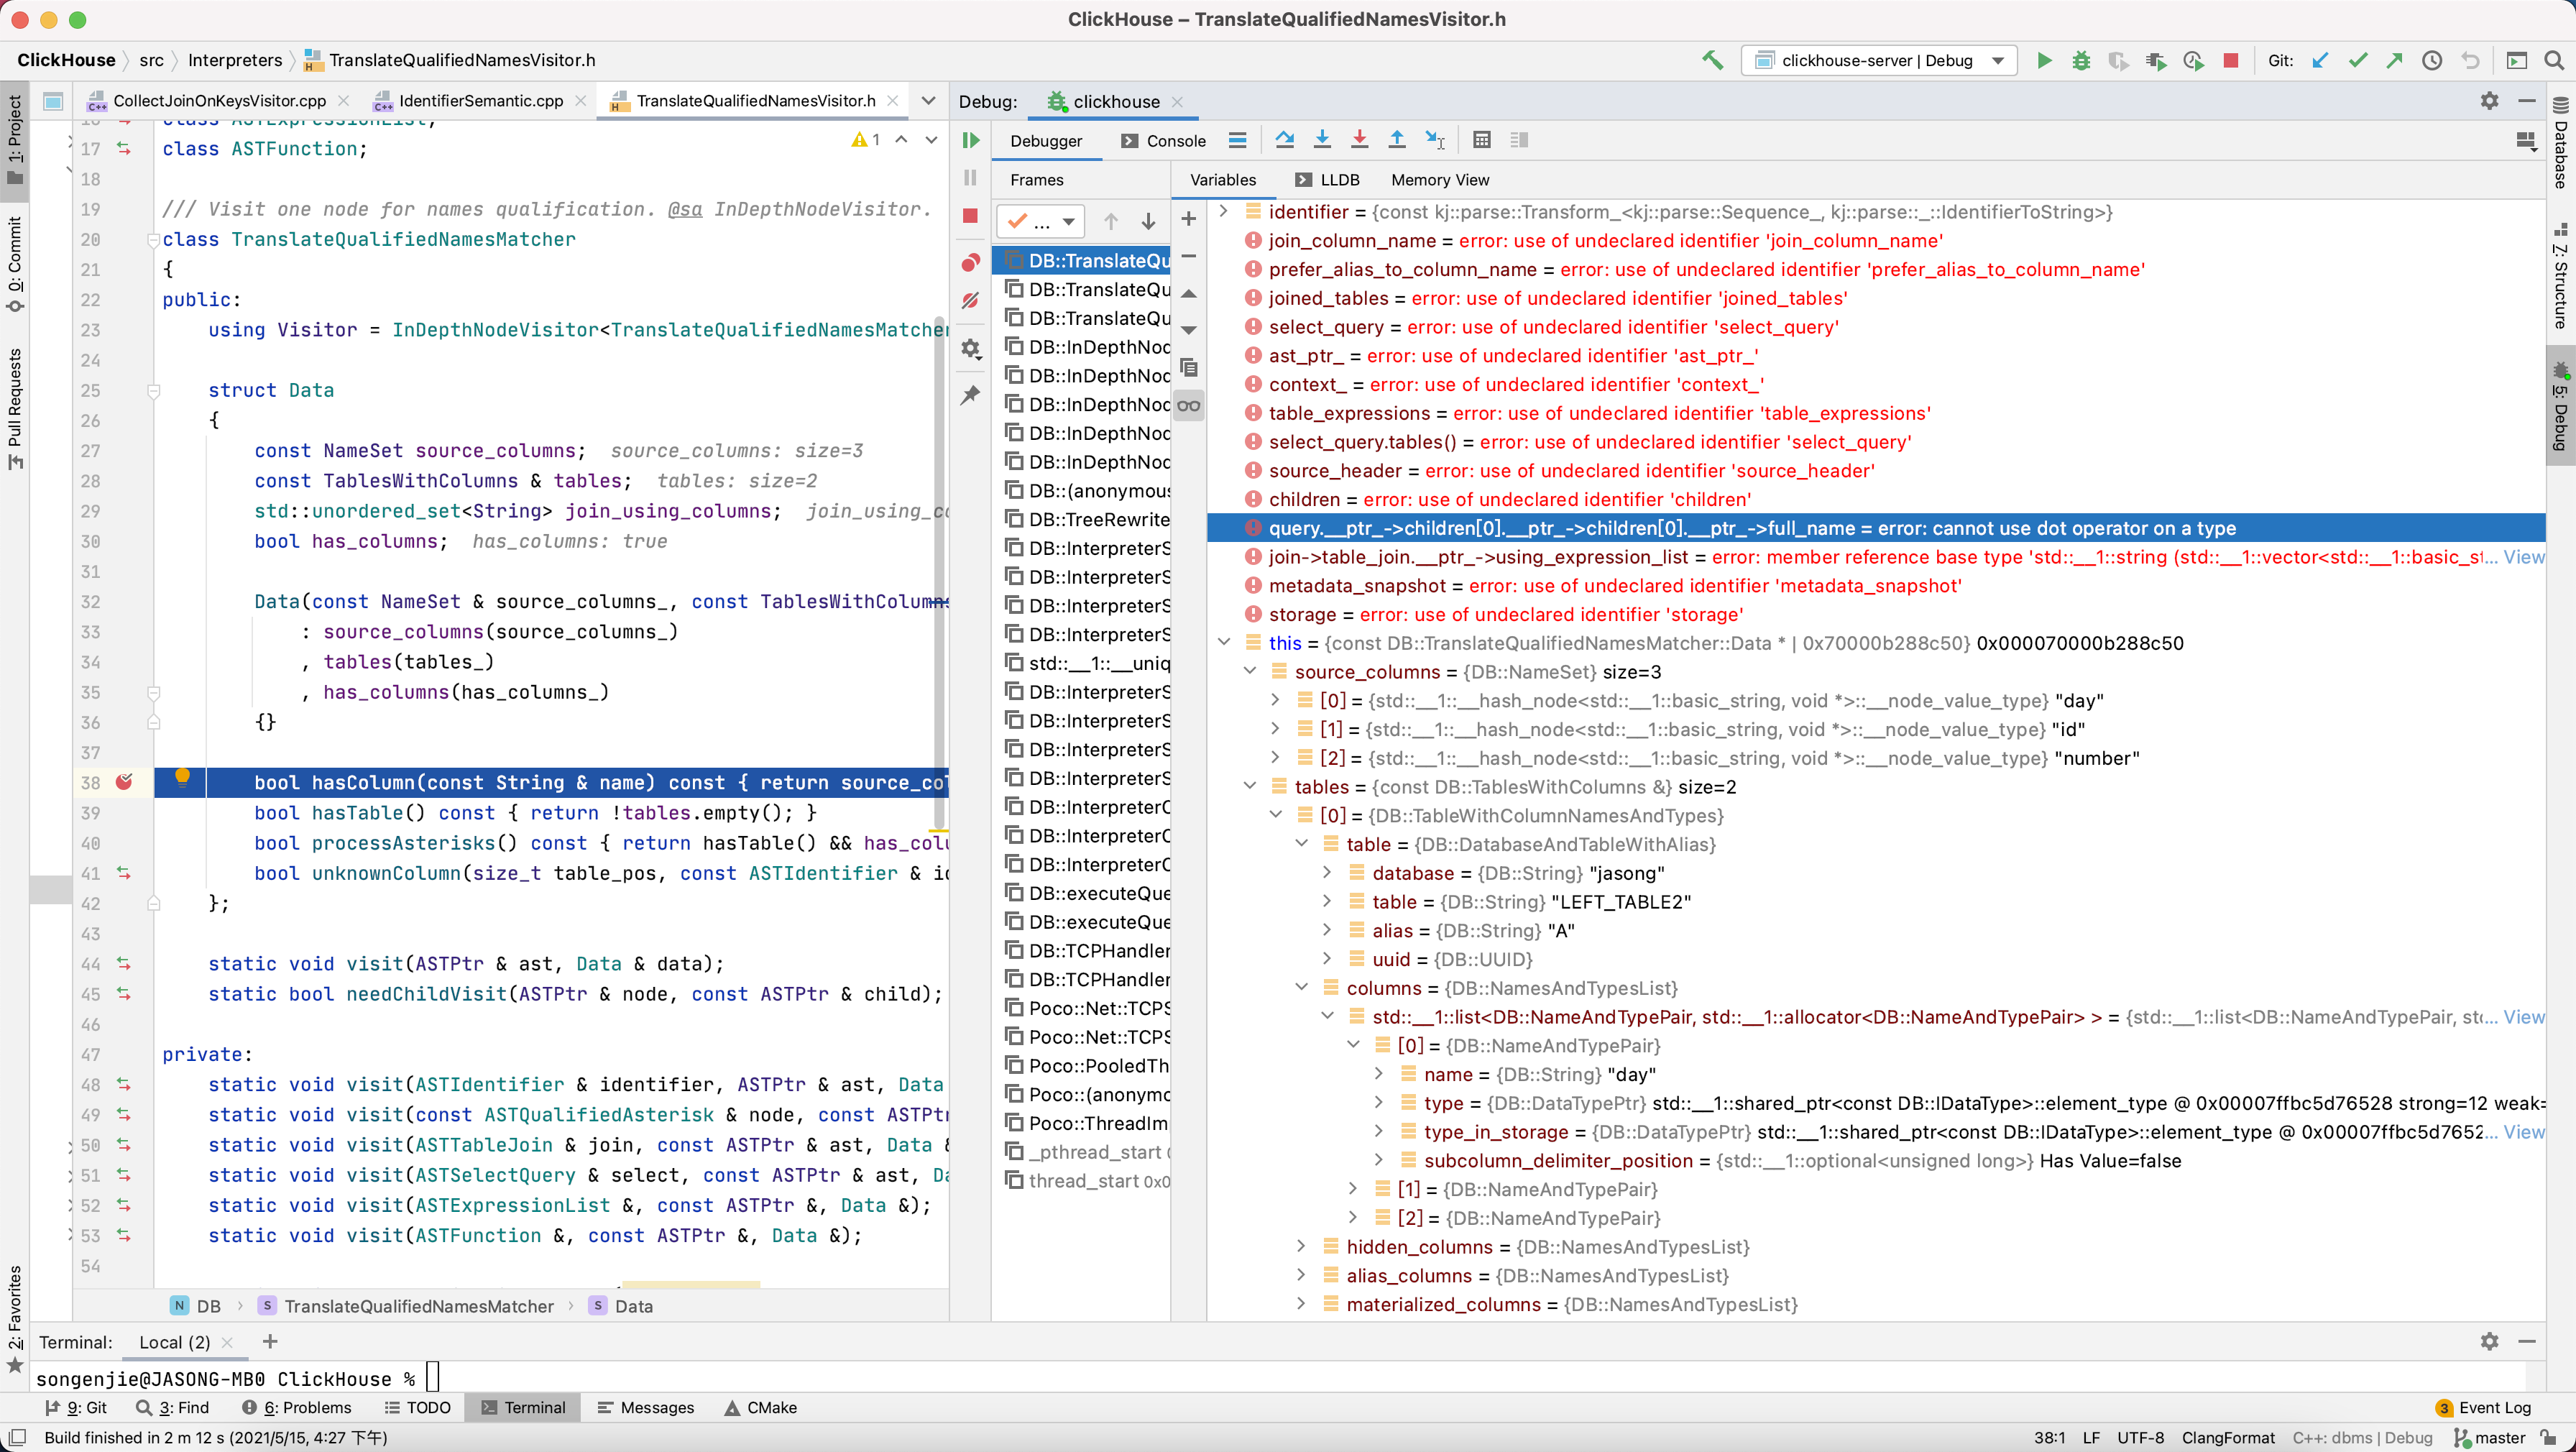 ClickHouse – TranslateQualifiedNamesVisitor.h
ClickHouse src Interpreters TranslateQualifiedNamesVisitor.h
clickhouse-server | Debug
Git:
CollectJoinOnKeysVisitor.cpp
IdentifierSemantic.cpp
TranslateQualifiedNamesVisitor.h
Debug:
clickhouse
1: Project
0: Commit
Pull Requests
2: Favorites
17 class ASTFunction;
1
18
19 /// Visit one node for names qualification. @sa InDepthNodeVisitor.
20 class TranslateQualifiedNamesMatcher
21 {
22 public:
23 using Visitor = InDepthNodeVisitor<TranslateQualifiedNamesMatcher
24
25 struct Data
26 {
27 const NameSet source_columns; source_columns: size=3
28 const TablesWithColumns & tables; tables: size=2
29 std::unordered_set<String> join_using_columns; join_using_co
30 bool has_columns; has_columns: true
31
32 Data(const NameSet & source_columns_, const TablesWithColumns
33 : source_columns(source_columns_)
34 , tables(tables_)
35 , has_columns(has_columns_)
36 {}
37
38 bool hasColumn(const String & name) const { return source_col
39 bool hasTable() const { return !tables.empty(); }
40 bool processAsterisks() const { return hasTable() && has_colu
41 bool unknownColumn(size_t table_pos, const ASTIdentifier & id
42 };
43
44 static void visit(ASTPtr & ast, Data & data);
45 static bool needChildVisit(ASTPtr & node, const ASTPtr & child);
46
47 private:
48 static void visit(ASTIdentifier & identifier, ASTPtr & ast, Data
49 static void visit(const ASTQualifiedAsterisk & node, const ASTPtr
50 static void visit(ASTTableJoin & join, const ASTPtr & ast, Data &
51 static void visit(ASTSelectQuery & select, const ASTPtr & ast, Da
52 static void visit(ASTExpressionList &, const ASTPtr &, Data &);
53 static void visit(ASTFunction &, const ASTPtr &, Data &);
54
N DB S TranslateQualifiedNamesMatcher S Data
Debugger Console
Frames
...
DB::TranslateQu
DB::TranslateQu
DB::TranslateQu
DB::InDepthNod
DB::InDepthNod
DB::InDepthNod
DB::InDepthNod
DB::InDepthNod
DB::(anonymous
DB::TreeRewrite
DB::InterpreterS
DB::InterpreterS
DB::InterpreterS
DB::InterpreterS
std::__1::__uniq
DB::InterpreterS
DB::InterpreterS
DB::InterpreterS
DB::InterpreterS
DB::InterpreterC
DB::InterpreterC
DB::InterpreterC
DB::executeQue
DB::executeQue
DB::TCPHandler
DB::TCPHandler
Poco::Net::TCPS
Poco::Net::TCPS
Poco::PooledTh
Poco::(anonymo
Poco::ThreadIm
_pthread_start
thread_start 0x0
Variables LLDB Memory View
identifier = {const kj::parse::Transform_<kj::parse::Sequence_, kj::parse::_::IdentifierToString>}
join_column_name = error: use of undeclared identifier 'join_column_name'
prefer_alias_to_column_name = error: use of undeclared identifier 'prefer_alias_to_column_name'
joined_tables = error: use of undeclared identifier 'joined_tables'
select_query = error: use of undeclared identifier 'select_query'
ast_ptr_ = error: use of undeclared identifier 'ast_ptr_'
context_ = error: use of undeclared identifier 'context_'
table_expressions = error: use of undeclared identifier 'table_expressions'
select_query.tables() = error: use of undeclared identifier 'select_query'
source_header = error: use of undeclared identifier 'source_header'
children = error: use of undeclared identifier 'children'
query.__ptr_->children[0].__ptr_->children[0].__ptr_->full_name = error: cannot use dot operator on a type
join->table_join.__ptr_->using_expression_list = error: member reference base type 'std::__1::string (std::__1::vector<std::__1::basic_st... View
metadata_snapshot = error: use of undeclared identifier 'metadata_snapshot'
storage = error: use of undeclared identifier 'storage'
this = {const DB::TranslateQualifiedNamesMatcher::Data * | 0x70000b288c50} 0x000070000b288c50
source_columns = {DB::NameSet} size=3
[0] = {std::__1::__hash_node<std::__1::basic_string, void *>::__node_value_type} "day"
[1] = {std::__1::__hash_node<std::__1::basic_string, void *>::__node_value_type} "id"
[2] = {std::__1::__hash_node<std::__1::basic_string, void *>::__node_value_type} "number"
tables = {const DB::TablesWithColumns &} size=2
[0] = {DB::TableWithColumnNamesAndTypes}
table = {DB::DatabaseAndTableWithAlias}
database = {DB::String} "jasong"
table = {DB::String} "LEFT_TABLE2"
alias = {DB::String} "A"
uuid = {DB::UUID}
columns = {DB::NamesAndTypesList}
std::__1::list<DB::NameAndTypePair, std::__1::allocator<DB::NameAndTypePair> > = {std::__1::list<DB::NameAndTypePair, st... View
[0] = {DB::NameAndTypePair}
name = {DB::String} "day"
type = {DB::DataTypePtr} std::__1::shared_ptr<const DB::IDataType>::element_type @ 0x00007ffbc5d76528 strong=12 weak=
type_in_storage = {DB::DataTypePtr} std::__1::shared_ptr<const DB::IDataType>::element_type @ 0x00007ffbc5d7652... View
subcolumn_delimiter_position = {std::__1::optional<unsigned long>} Has Value=false
[1] = {DB::NameAndTypePair}
[2] = {DB::NameAndTypePair}
hidden_columns = {DB::NamesAndTypesList}
alias_columns = {DB::NamesAndTypesList}
materialized_columns = {DB::NamesAndTypesList}
Database
7: Structure
5: Debug
Terminal: Local (2)
songenjie@JASONG-MB0 ClickHouse %
9: Git 3: Find 6: Problems TODO Terminal Messages CMake
3 Event Log
Build finished in 2 m 12 s (2021/5/15, 4:27 下午)
38:1 LF UTF-8 ClangFormat C++: dbms | Debug master